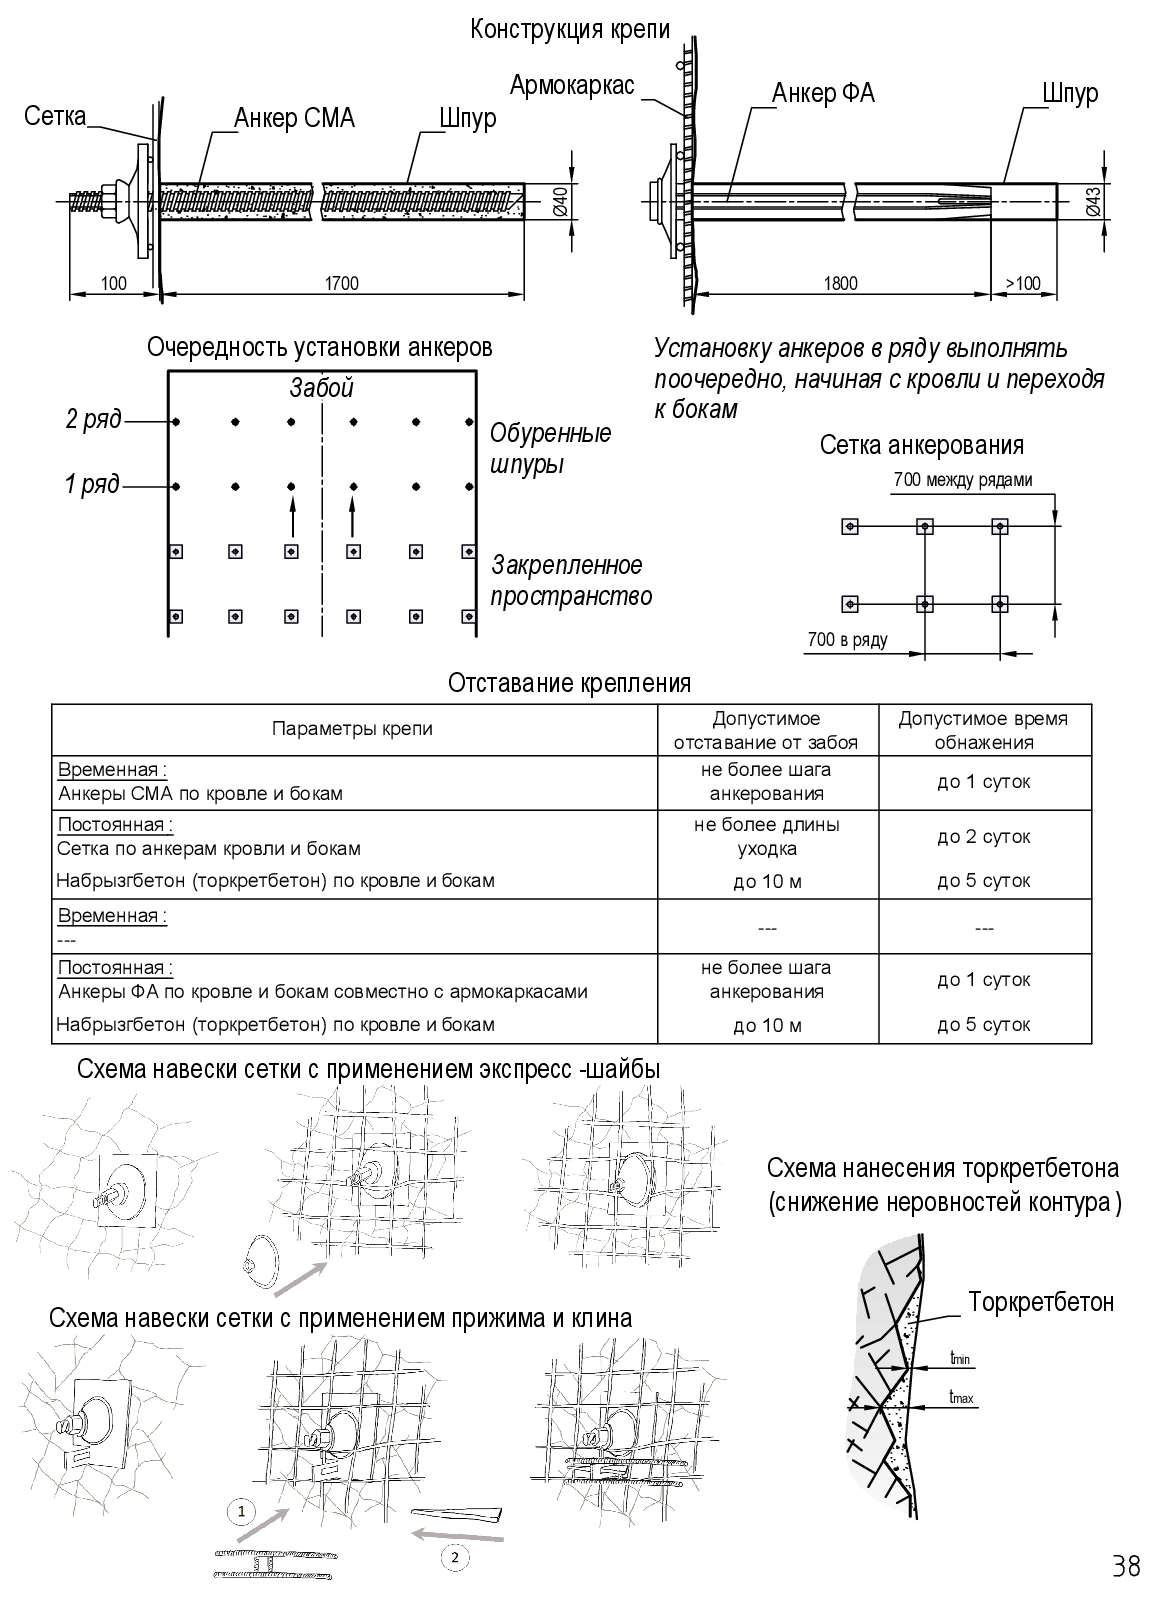 Конструкция крепи
Сетка
Анкер СМА
Шпур
Армокаркас
Анкер ФА
Шпур
Ø40
Ø43
100
1700
1800
>100
Очередность установки анкеров
Забой
2 ряд
1 ряд
Обуренные
шпуры
Закрепленное
пространство
Установку анкеров в ряду выполнять
поочередно, начиная с кровли и переходя
к бокам
Сетка анкерования
700 между рядами
700 в ряду
Отставание крепления
Параметры крепи
Допустимое
отставание от забоя
Допустимое время
обнажения
Временная :
Анкеры СМА по кровле и бокам
не более шага
анкерования
до 1 суток
Постоянная :
Сетка по анкерам кровли и бокам
не более длины
уходка
до 2 суток
Набрызгбетон (торкретбетон) по кровле и бокам
до 10 м
до 5 суток
Временная :
---
---
---
Постоянная :
Анкеры ФА по кровле и бокам совместно с армокаркасами
не более шага
анкерования
до 1 суток
Набрызгбетон (торкретбетон) по кровле и бокам
до 10 м
до 5 суток
Схема навески сетки с применением экспресс -шайбы
Схема навески сетки с применением прижима и клина
1
2
Схема нанесения торкретбетона
(снижение неровностей контура )
Торкретбетон
tmin
tmax
38